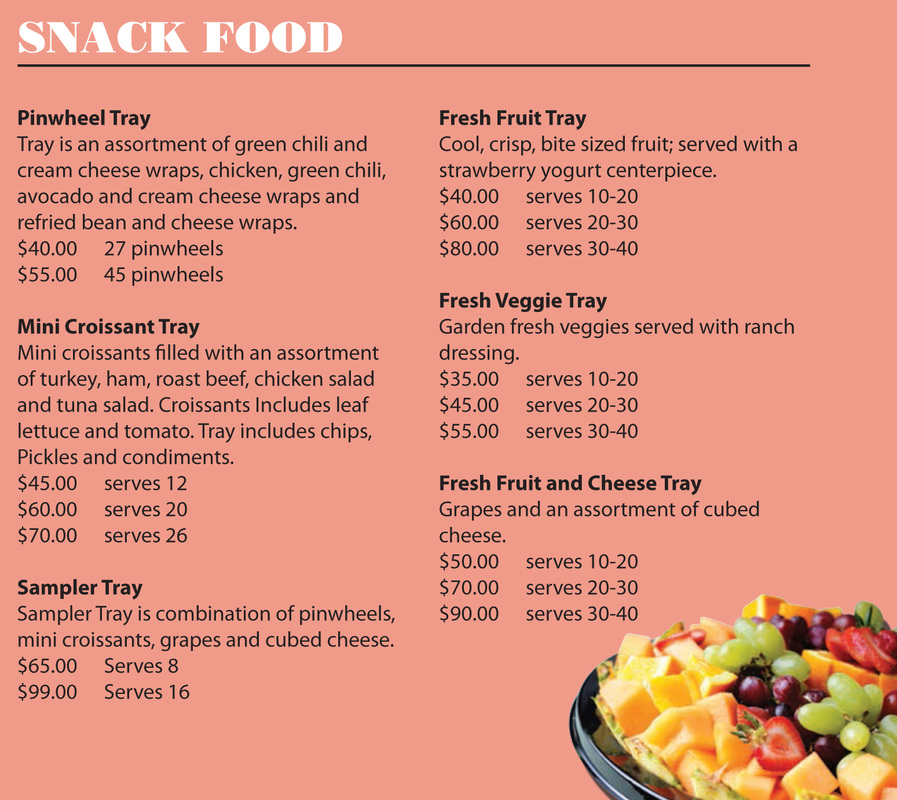 SNACK FOOD
Pinwheel Tray
Tray is an assortment of green chili and
cream cheese wraps, chicken, green chili,
avocado and cream cheese wraps and
refried bean and cheese wraps.
$40.00 27 pinwheels
$55.00 45 pinwheels
Mini Croissant Tray
Mini croissants filled with an assortment
of turkey, ham, roast beef, chicken salad
and tuna salad. Croissants Includes leaf
lettuce and tomato. Tray includes chips,
Pickles and condiments.
$45.00 serves 12
$60.00 serves 20
$70.00 serves 26
Sampler Tray
Sampler Tray is combination of pinwheels,
mini croissants, grapes and cubed cheese.
$65.00 Serves 8
$99.00 Serves 16
Fresh Fruit Tray
Cool, crisp, bite sized fruit; served with a
strawberry yogurt centerpiece.
$40.00 serves 10-20
$60.00 serves 20-30
$80.00 serves 30-40
Fresh Veggie Tray
Garden fresh veggies served with ranch
dressing.
$35.00 serves 10-20
$45.00 serves 20-30
$55.00 serves 30-40
Fresh Fruit and Cheese Tray
Grapes and an assortment of cubed
cheese.
$50.00 serves 10-20
$70.00 serves 20-30
$90.00 serves 30-40